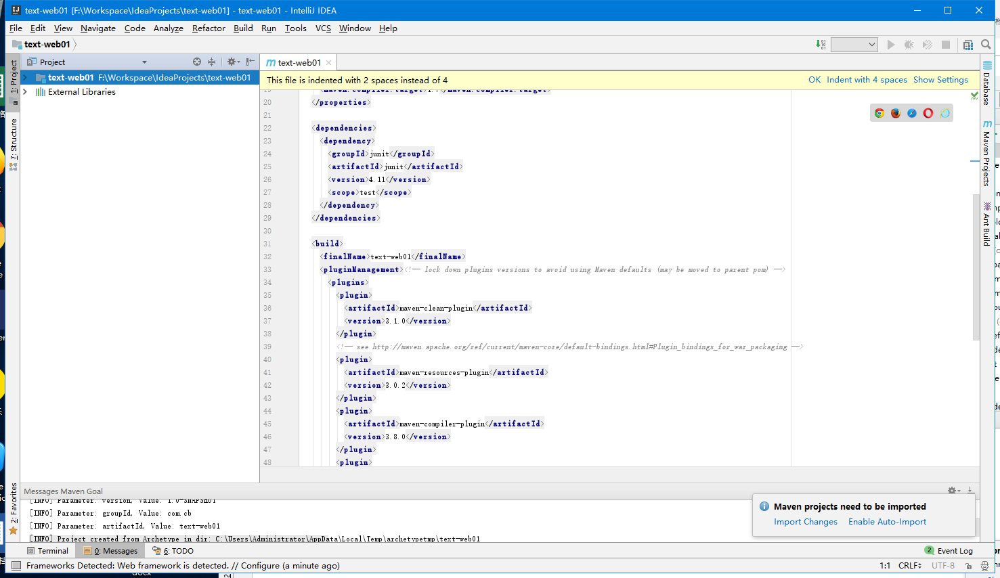 text-web01 [F:\Workspace\IdeaProjects\text-web01] - text-web01 - IntelliJ IDEA
File Edit View Navigate Code Analyze Refactor Build Run Tools VCS Window Help
text-web01
Project
text-web01
1: Project
7: Structure
2: Favorites
text-web01 F:\Workspace\IdeaProjects\text-web01
External Libraries
This file is indented with 2 spaces instead of 4
OK Indent with 4 spaces Show Settings
19 <maven.compiler.target>1.7</maven.compiler.target>
20 </properties>
21
22 <dependencies>
23 <dependency>
24 <groupId>junit</groupId>
25 <artifactId>junit</artifactId>
26 <version>4.11</version>
27 <scope>test</scope>
28 </dependency>
29 </dependencies>
30
31 <build>
32 <finalName>text-web01</finalName>
33 <pluginManagement><!-- lock down plugins versions to avoid using Maven defaults (may be moved to parent pom) -->
34 <plugins>
35 <plugin>
36 <artifactId>maven-clean-plugin</artifactId>
37 <version>3.1.0</version>
38 </plugin>
39 <!-- see http://maven.apache.org/ref/current/maven-core/default-bindings.html#Plugin_bindings_for_war_packaging -->
40 <plugin>
41 <artifactId>maven-resources-plugin</artifactId>
42 <version>3.0.2</version>
43 </plugin>
44 <plugin>
45 <artifactId>maven-compiler-plugin</artifactId>
46 <version>3.8.0</version>
47 </plugin>
48 <plugin>
Database
Maven Projects
Ant Build
Messages Maven Goal
[INFO] Parameter: version, Value: 1.0-SNAPSHOT
[INFO] Parameter: groupId, Value: com.cb
[INFO] Parameter: artifactId, Value: text-web01
[INFO] Project created from Archetype in dir: C:\Users\Administrator\AppData\Local\Temp\archetypetmp\text-web01
Maven projects need to be imported
Import Changes Enable Auto-Import
Terminal 0: Messages 6: TODO
2 Event Log
Frameworks Detected: Web framework is detected. // Configure (a minute ago)
1:1 CRLF UTF-8
docx